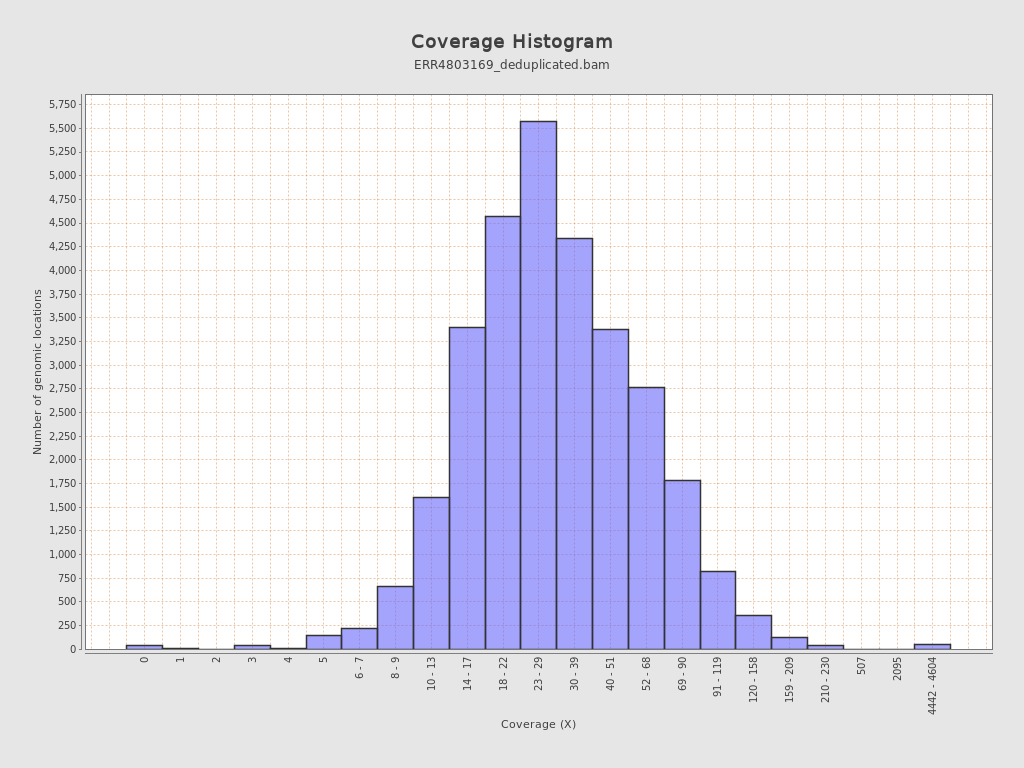 Coverage Histogram
ERR4803169_deduplicated.bam
Number of genomic locations
5,750
5,500
5,250
5,000
4,750
4,500
4,250
4,000
3,750
3,500
3,250
3,000
2,750
2,500
2,250
2,000
1,750
1,500
1,250
1,000
750
500
250
0
0
1
2
3
4
5
6 - 7
8 - 9
10 - 13
14 - 17
18 - 22
23 - 29
30 - 39
40 - 51
52 - 68
69 - 90
91 - 119
120 - 158
159 - 209
210 - 230
507
2095
4442 - 4604
Coverage (X)